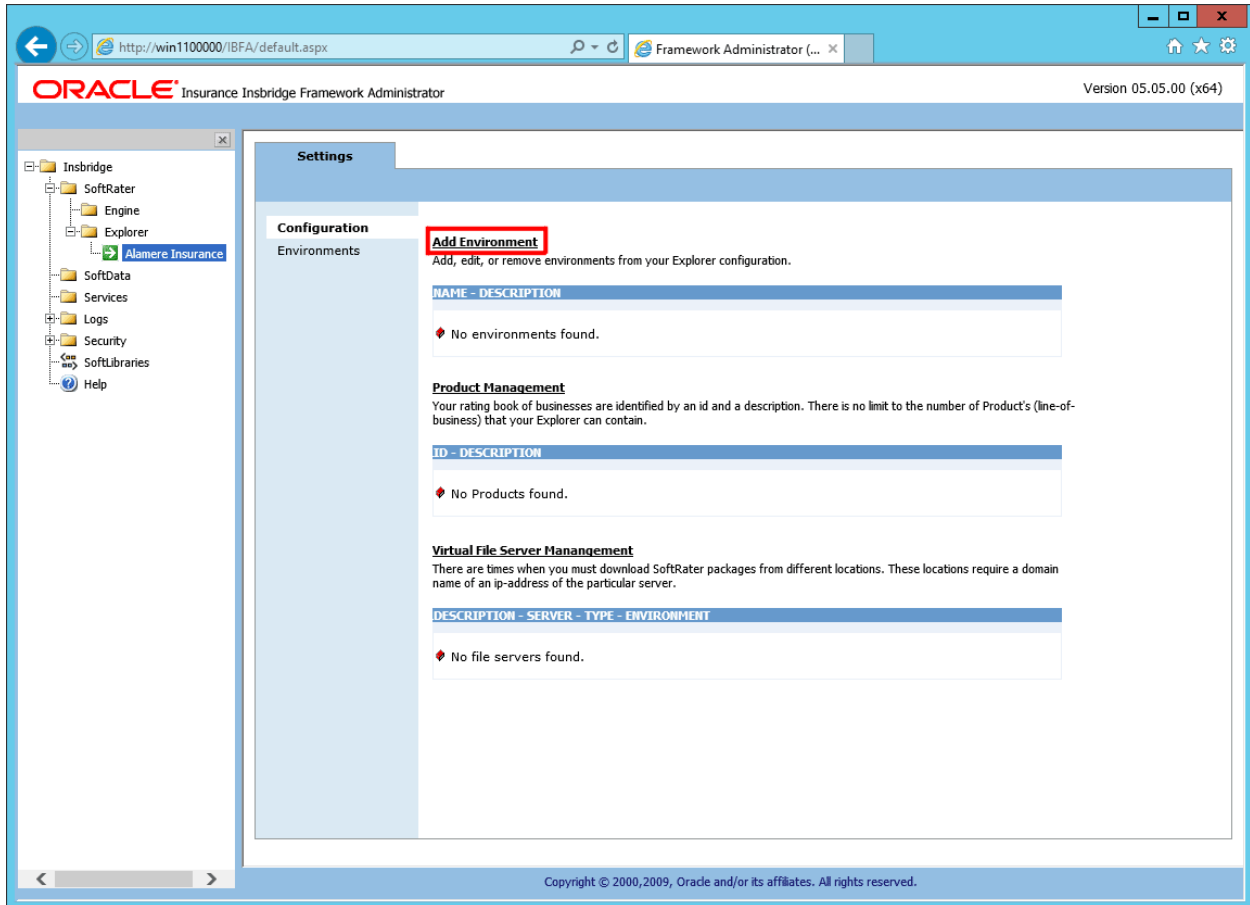 http://win1100000/IBFA/default.aspx
Framework Administrator (...
ORACLE Insurance Insbridge Framework Administrator
Version 05.05.00 (x64)
Insbridge
SoftRater
Engine
Explorer
Alamere Insurance
SoftData
Services
Logs
Security
SoftLibraries
Help
Settings
Configuration
Environments
Add Environment
Add, edit, or remove environments from your Explorer configuration.
NAME - DESCRIPTION
No environments found.
Product Management
Your rating book of businesses are identified by an id and a description. There is no limit to the number of Product's (line-of-
business) that your Explorer can contain.
ID - DESCRIPTION
No Products found.
Virtual File Server Manangement
There are times when you must download SoftRater packages from different locations. These locations require a domain
name of an ip-address of the particular server.
DESCRIPTION - SERVER - TYPE - ENVIRONMENT
No file servers found.
Copyright © 2000,2009, Oracle and/or its affiliates. All rights reserved.